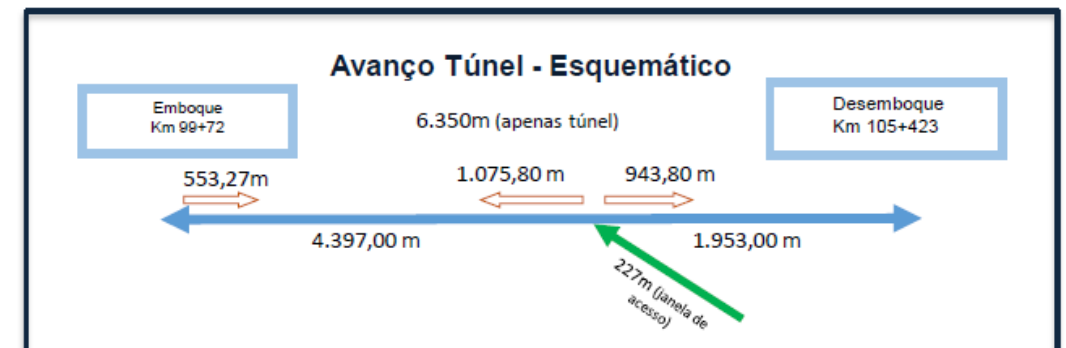 Avanço Túnel - Esquemático
Emboque
Km 99+72
6.350m (apenas túnel)
Desemboque
Km 105+423
553,27m
1.075,80 m
943,80 m
4.397,00 m
1.953,00 m
227m (janela de
acesso)